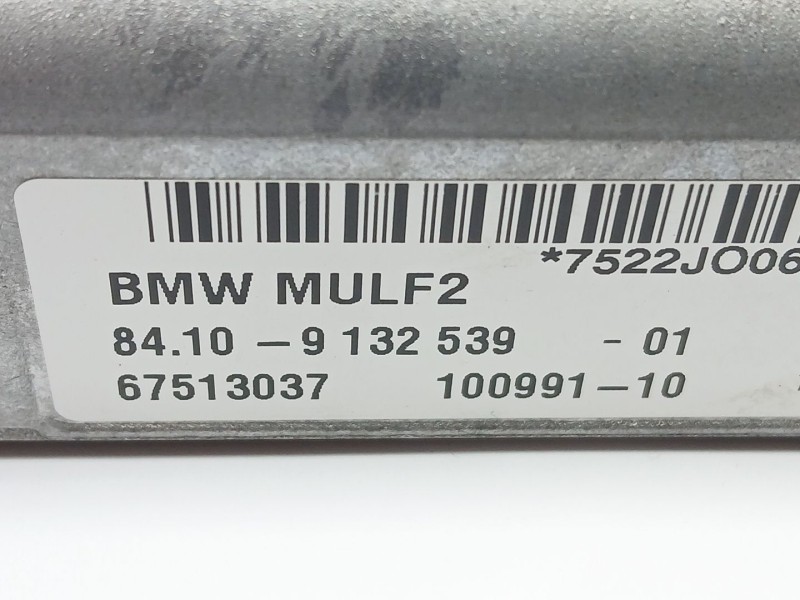 *7522JO06
BMW MULF2
84.10 – 9 132 539 - 01
67513037 100991–10